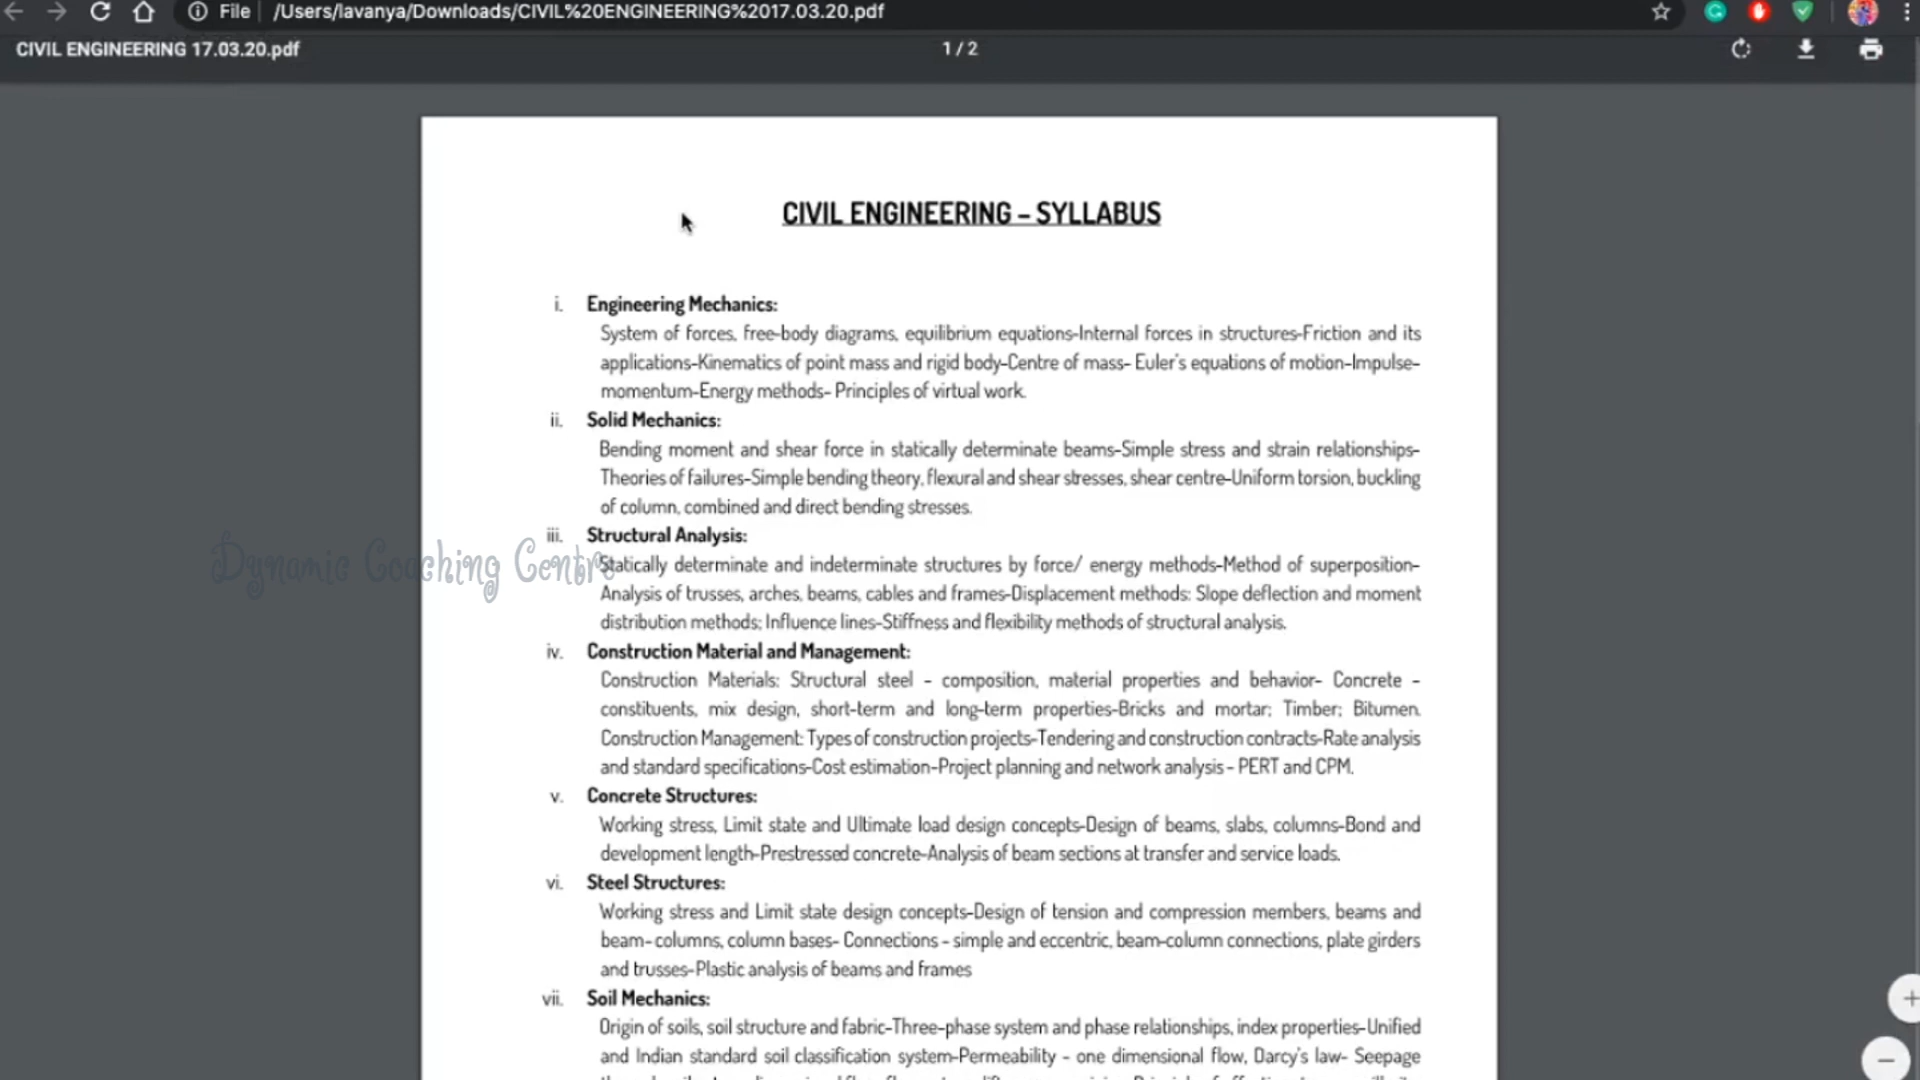 File /Users/lavanya/Downloads/CIVIL%20ENGINEERING%2017.03.20.pdf
CIVIL ENGINEERING 17.03.20.pdf
1 / 2
CIVIL ENGINEERING – SYLLABUS
i. Engineering Mechanics:
System of forces, free-body diagrams, equilibrium equations-Internal forces in structures-Friction and its
applications-Kinematics of point mass and rigid body-Centre of mass- Euler's equations of motion-Impulse-
momentum-Energy methods- Principles of virtual work.
ii. Solid Mechanics:
Bending moment and shear force in statically determinate beams-Simple stress and strain relationships-
Theories of failures-Simple bending theory, flexural and shear stresses, shear centre-Uniform torsion, buckling
of column, combined and direct bending stresses.
iii. Structural Analysis:
Dynamic Coaching Centre
Statically determinate and indeterminate structures by force/ energy methods-Method of superposition-
Analysis of trusses, arches, beams, cables and frames-Displacement methods: Slope deflection and moment
distribution methods; Influence lines-Stiffness and flexibility methods of structural analysis.
iv. Construction Material and Management:
Construction Materials: Structural steel - composition, material properties and behavior- Concrete -
constituents, mix design, short-term and long-term properties-Bricks and mortar; Timber; Bitumen.
Construction Management: Types of construction projects-Tendering and construction contracts-Rate analysis
and standard specifications-Cost estimation-Project planning and network analysis - PERT and CPM.
v. Concrete Structures:
Working stress, Limit state and Ultimate load design concepts-Design of beams, slabs, columns-Bond and
development length-Prestressed concrete-Analysis of beam sections at transfer and service loads.
vi. Steel Structures:
Working stress and Limit state design concepts-Design of tension and compression members, beams and
beam- columns, column bases- Connections - simple and eccentric, beam-column connections, plate girders
and trusses-Plastic analysis of beams and frames
vii. Soil Mechanics:
Origin of soils, soil structure and fabric-Three-phase system and phase relationships, index properties-Unified
and Indian standard soil classification system-Permeability - one dimensional flow, Darcy's law- Seepage